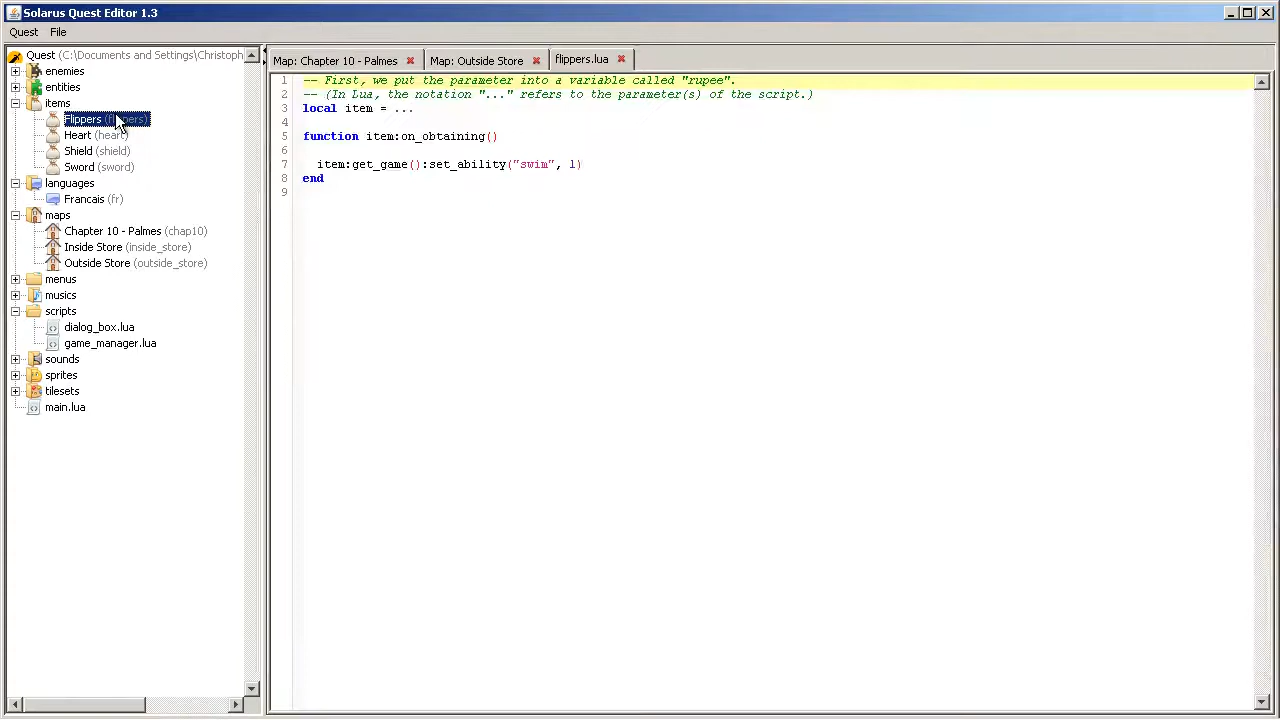 Solarus Quest Editor 1.3
Quest File
Quest (C:\Documents and Settings\Christoph
enemies
entities
items
Flippers (flippers)
Heart (heart)
Shield (shield)
Sword (sword)
languages
Francais (fr)
maps
Chapter 10 - Palmes (chap10)
Inside Store (inside_store)
Outside Store (outside_store)
menus
musics
scripts
dialog_box.lua
game_manager.lua
sounds
sprites
tilesets
main.lua
Map: Chapter 10 - Palmes Map: Outside Store flippers.lua
1 -- First, we put the parameter into a variable called "rupee".
2 -- (In Lua, the notation "..." refers to the parameter(s) of the script.)
3 local item = ...
4
5 function item:on_obtaining()
6
7 item:get_game():set_ability("swim", 1)
8 end
9